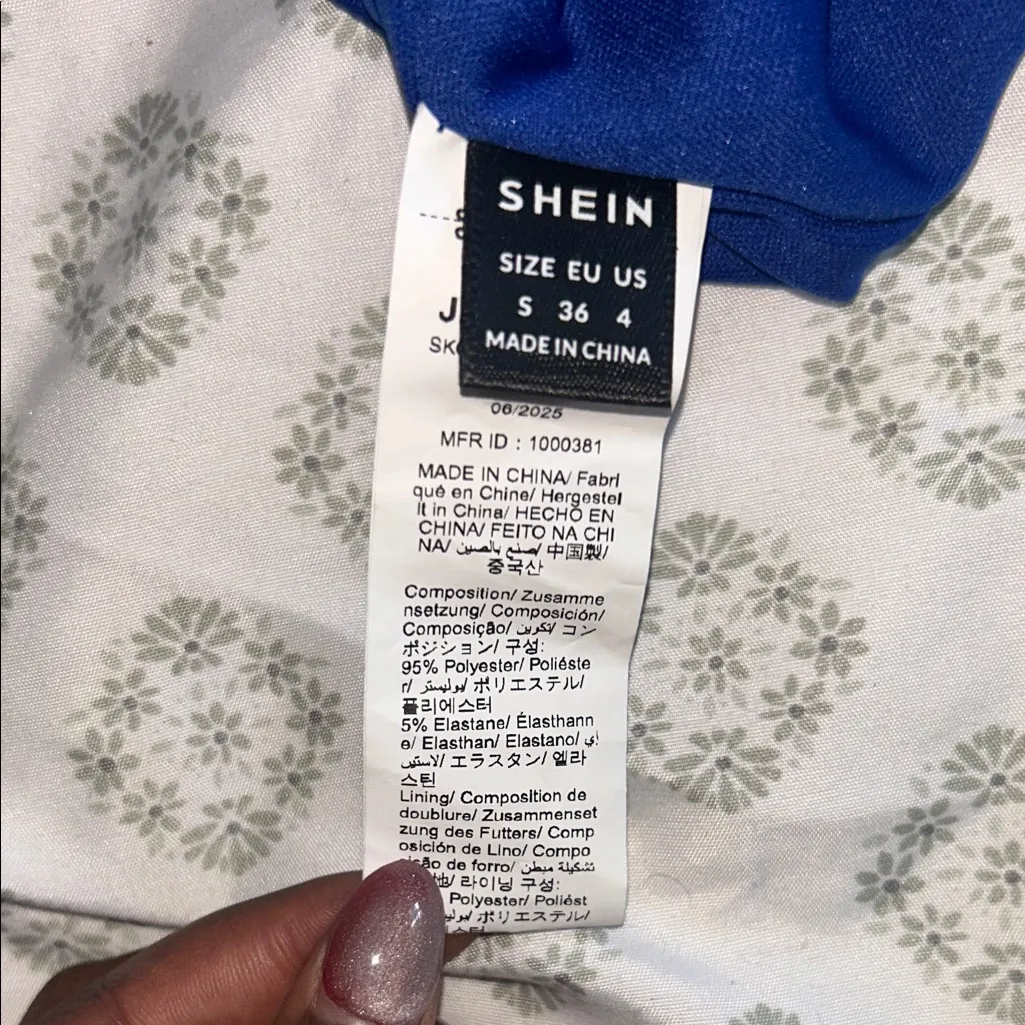 SHEIN
SIZE EU US
S 36 4
MADE IN CHINA
06/2025
MFR ID : 1000381
MADE IN CHINA/ Fabri
qué en Chine/ Hergestel
lt in China/ HECHO EN
CHINA/ FEITO NA CHI
NA/ صنع بالصين/ 中国製/
중국산
Composition/ Zusamme
nsetzung/ Composición/
Composição/ تكوين/ コン
ポジション/ 구성:
95% Polyester/ Poliéste
r/ بوليستر/ ポリエステル/
폴리에스터
5% Elastane/ Élasthann
e/ Elasthan/ Elastano/ إي
لاستين/ エラスタン/ 엘라
스틴
Lining/ Composition de
doublure/ Zusammenset
zung des Futters/ Comp
osición de Lino/ Compo
ição de forro/ تشكيلة مبطن/
地/ 라이닝 구성:
Polyester/ Poliést
ポリエステル/